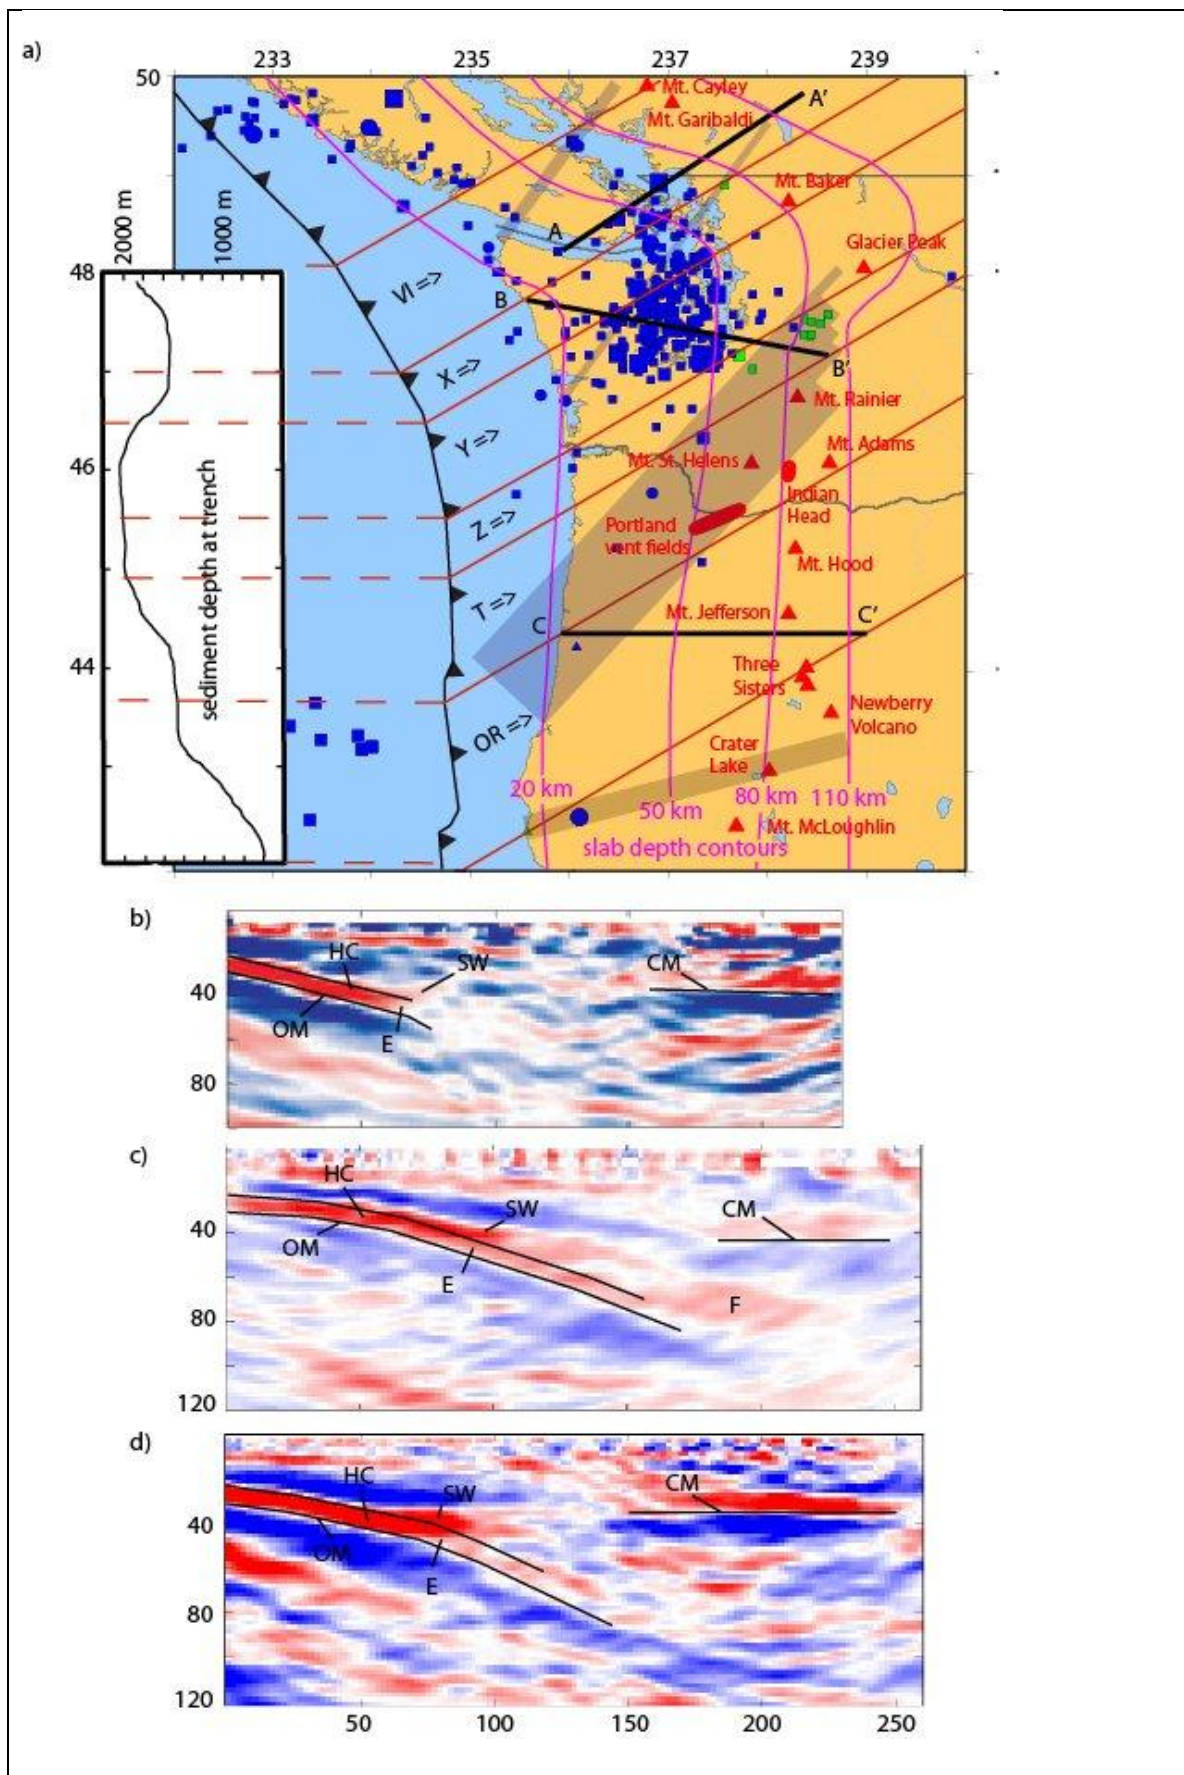 a)
233 235 237 239
50
48
46
44
2000 m
1000 m
sediment depth at trench
Mt. Cayley
Mt. Garibaldi
A'
Mt. Baker
Glacier Peak
A
B
VI =>
X =>
B'
Mt. Rainier
Y =>
Mt. St. Helens
Mt. Adams
Z =>
Portland
vent fields
Indian
Head
Mt. Hood
T =>
Mt. Jefferson
C
C'
Three
Sisters
Newberry
Volcano
OR =>
Crater
Lake
20 km
50 km
80 km
110 km
Mt. McLoughlin
slab depth contours
b)
HC
SW
CM
40
OM
E
80
c)
HC
SW
CM
40
OM
E
F
80
120
d)
HC
SW
CM
40
OM
E
80
120
50 100 150 200 250